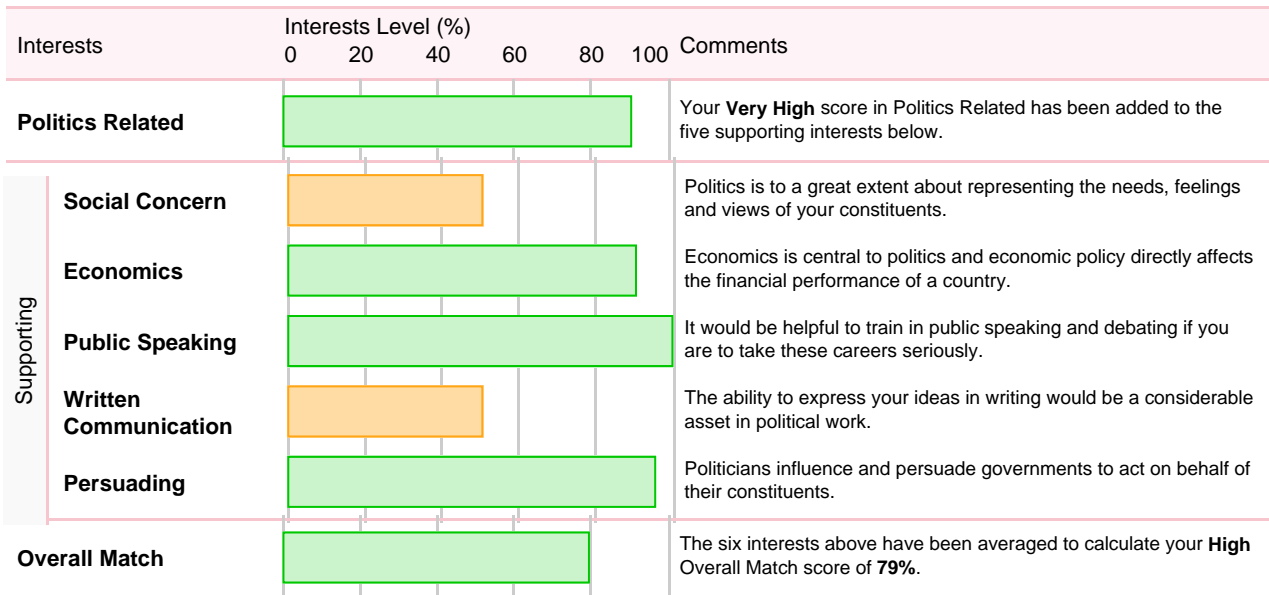 Interests
Interests Level (%)
0 20 40 60 80 100
Comments
Politics Related
Your Very High score in Politics Related has been added to the
five supporting interests below.
Supporting
Social Concern
Politics is to a great extent about representing the needs, feelings
and views of your constituents.
Economics
Economics is central to politics and economic policy directly affects
the financial performance of a country.
Public Speaking
It would be helpful to train in public speaking and debating if you
are to take these careers seriously.
Written
Communication
The ability to express your ideas in writing would be a considerable
asset in political work.
Persuading
Politicians influence and persuade governments to act on behalf of
their constituents.
Overall Match
The six interests above have been averaged to calculate your High
Overall Match score of 79%.